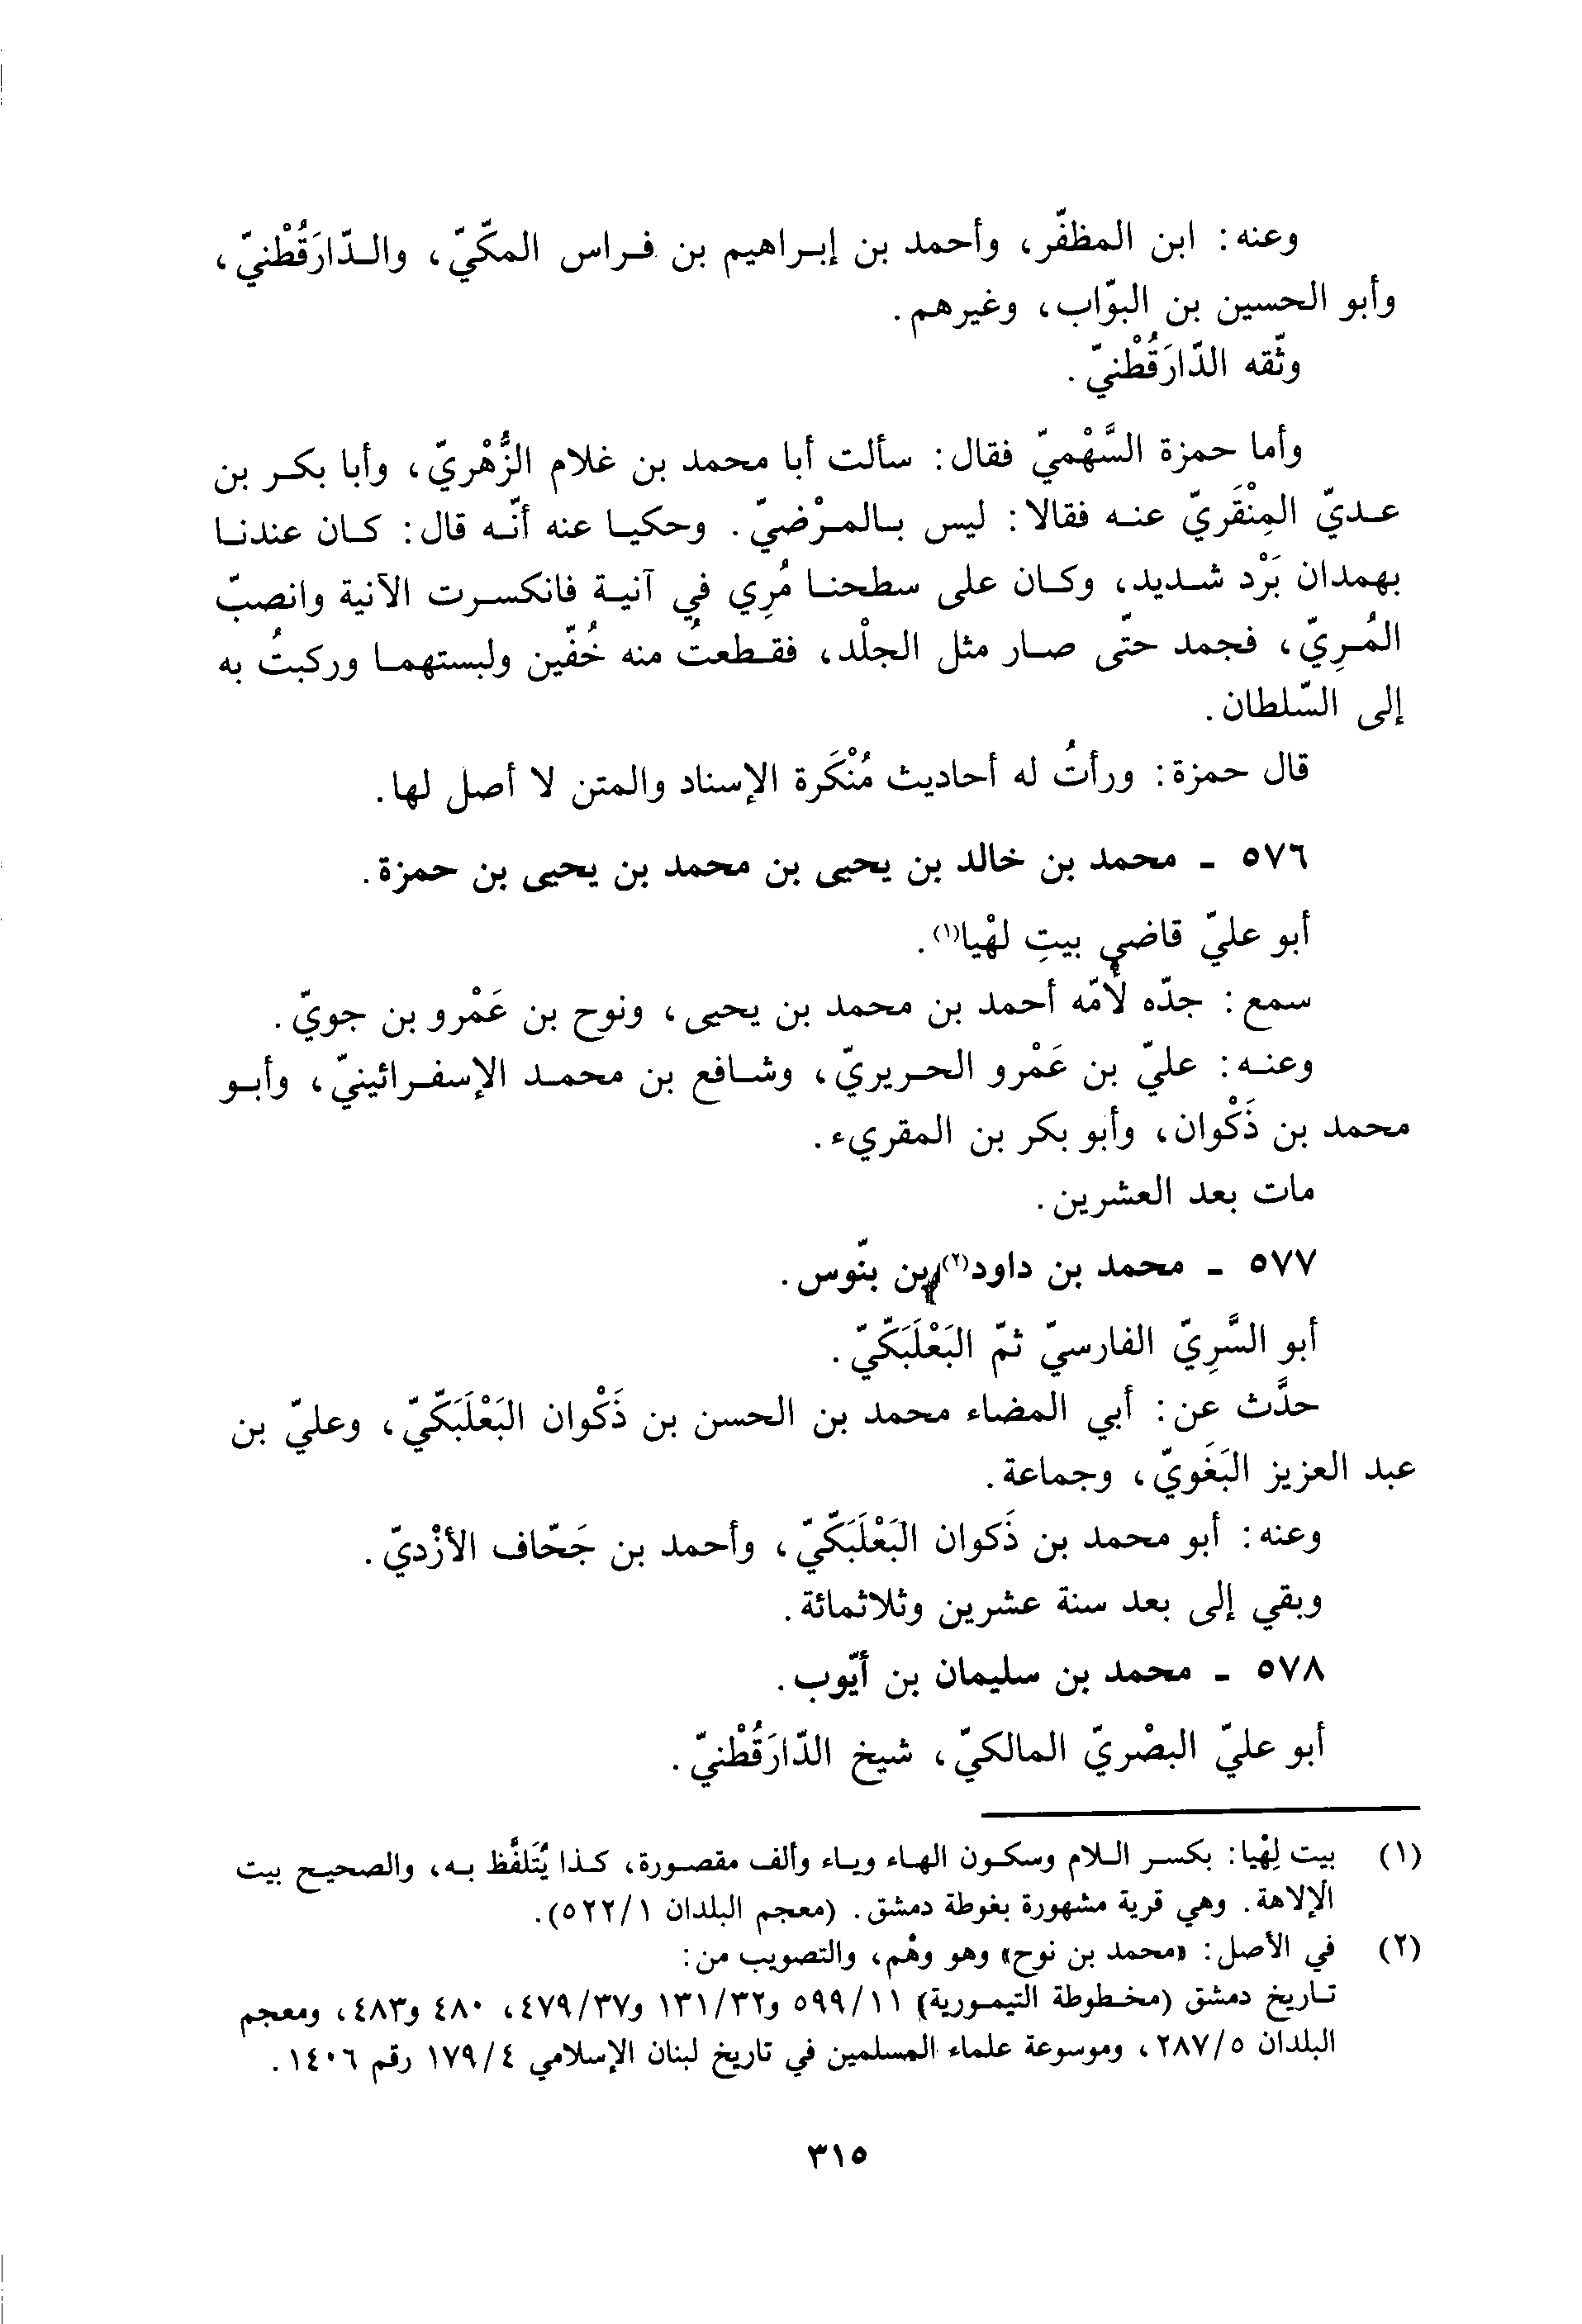 وعنه: ابن المظفّر، وأحمد بن إبراهيم بن فراس المكّيّ، والدّارَقُطْنيّ،
وأبو الحسين بن البوّاب، وغيرهم.
وثّقه الدّارَقُطْنيّ.
وأما حمزة السَّهْميّ فقال: سألت أبا محمد بن غلام الزُّهْريّ، وأبا بكر بن
عديّ المِنْقَريّ عنه فقالا: ليس بالمرْضيّ. وحكيا عنه أنّه قال: كان عندنا
بهمدان بَرْد شديد، وكان على سطحنا مُرِي في آنية فانكسرت الآنية وانصبّ
المُرِيّ، فجمد حتّى صار مثل الجلْد، فقطعتُ منه خُفّين ولبستهما وركبتُ به
إلى السّلطان.
قال حمزة: ورأتُ له أحاديث مُنْكَرة الإسناد والمتن لا أصل لها.
٥٧٦ - محمد بن خالد بن يحيى بن محمد بن يحيى بن حمزة.
أبو عليّ قاضي بيتِ لهْيا(١).
سمع: جدّه لأُمّه أحمد بن محمد بن يحيى، ونوح بن عَمْرو بن جويّ.
وعنه: عليّ بن عَمْرو الحريريّ، وشافع بن محمد الإسفرائينيّ، وأبو
محمد بن ذَكْوان، وأبو بكر بن المقريء.
مات بعد العشرين.
٥٧٧ - محمد بن داود(٢) بن بنّوس.
أبو السَّرِيّ الفارسيّ ثمّ البَعْلَبَكّيّ.
حدَّث عن: أبي المضاء محمد بن الحسن بن ذَكْوان البَعْلَبَكّيّ، وعليّ بن
عبد العزيز البَغَويّ، وجماعة.
وعنه: أبو محمد بن ذَكوان البَعْلَبَكّيّ، وأحمد بن جَحّاف الأزْديّ.
وبقي إلى بعد سنة عشرين وثلاثمائة.
٥٧٨ - محمد بن سليمان بن أيّوب.
أبو عليّ البصْريّ المالكيّ، شيخ الدّارَقُطْنيّ.
(١) بيت لِهْيا: بكسر اللام وسكون الهاء وياء وألف مقصورة، كذا يُتَلفَّظ به، والصحيح بيت
الإلاهة. وهي قرية مشهورة بغوطة دمشق. (معجم البلدان ٥٢٢/١).
(٢) في الأصل: «محمد بن نوح» وهو وهْم، والتصويب من:
تاريخ دمشق (مخطوطة التيمورية) ٥٩٩/١١ و١٣١/٣٢ و٤٧٩/٣٧، ٤٨٠ و٤٨٣، ومعجم
البلدان ٢٨٧/٥، وموسوعة علماء المسلمين في تاريخ لبنان الإسلامي ١٧٩/٤ رقم ١٤٠٦.
٣١٥